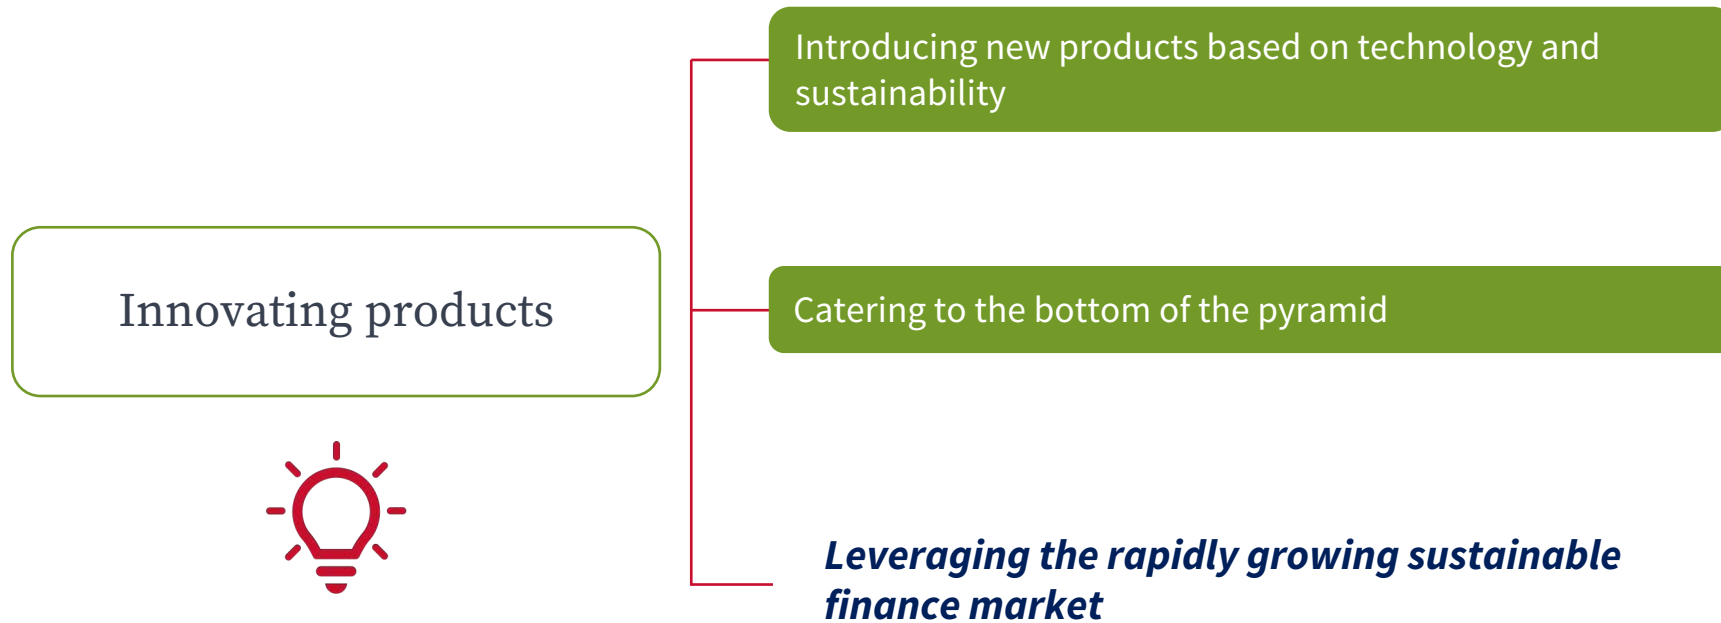 Introducing new products based on technology and
sustainability
Innovating products
Catering to the bottom of the pyramid
Leveraging the rapidly growing sustainable
finance market